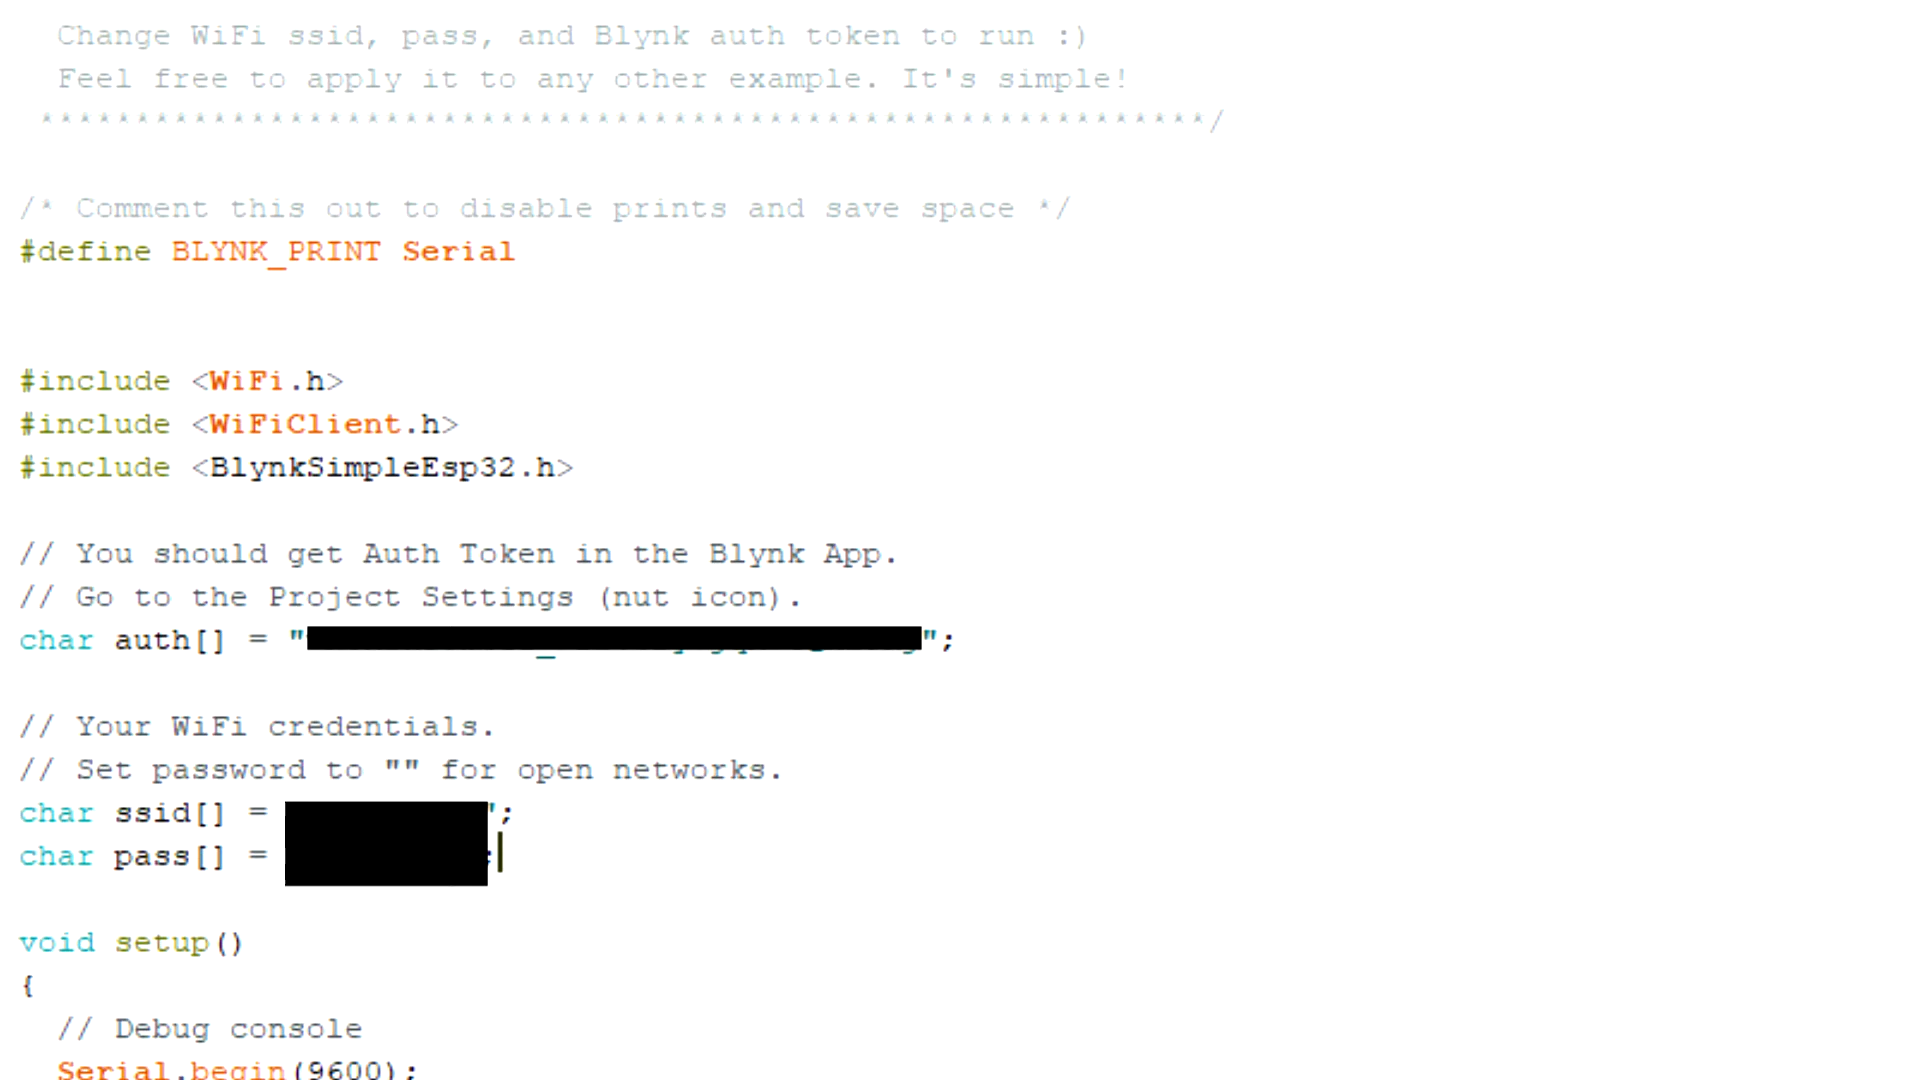 Change WiFi ssid, pass, and Blynk auth token to run :)
Feel free to apply it to any other example. It's simple!
*************************************************************/
/* Comment this out to disable prints and save space */
#define BLYNK_PRINT Serial
#include <WiFi.h>
#include <WiFiClient.h>
#include <BlynkSimpleEsp32.h>
// You should get Auth Token in the Blynk App.
// Go to the Project Settings (nut icon).
char auth[] = "";
// Your WiFi credentials.
// Set password to "" for open networks.
char ssid[] = ";
char pass[] = ;
void setup()
{
// Debug console
Serial.begin(9600);